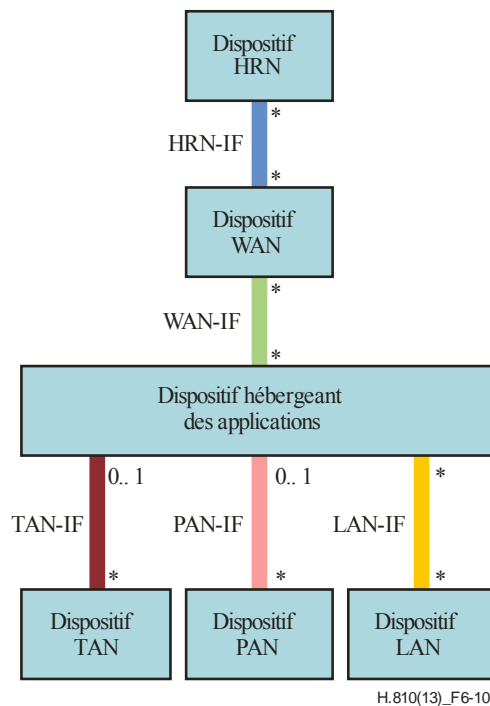 Dispositif
HRN
*
HRN-IF
*
Dispositif
WAN
*
WAN-IF
*
Dispositif hébergeant
des applications
0.. 1
0.. 1
*
TAN-IF
PAN-IF
LAN-IF
*
*
*
Dispositif
TAN
Dispositif
PAN
Dispositif
LAN
H.810(13)_F6-10